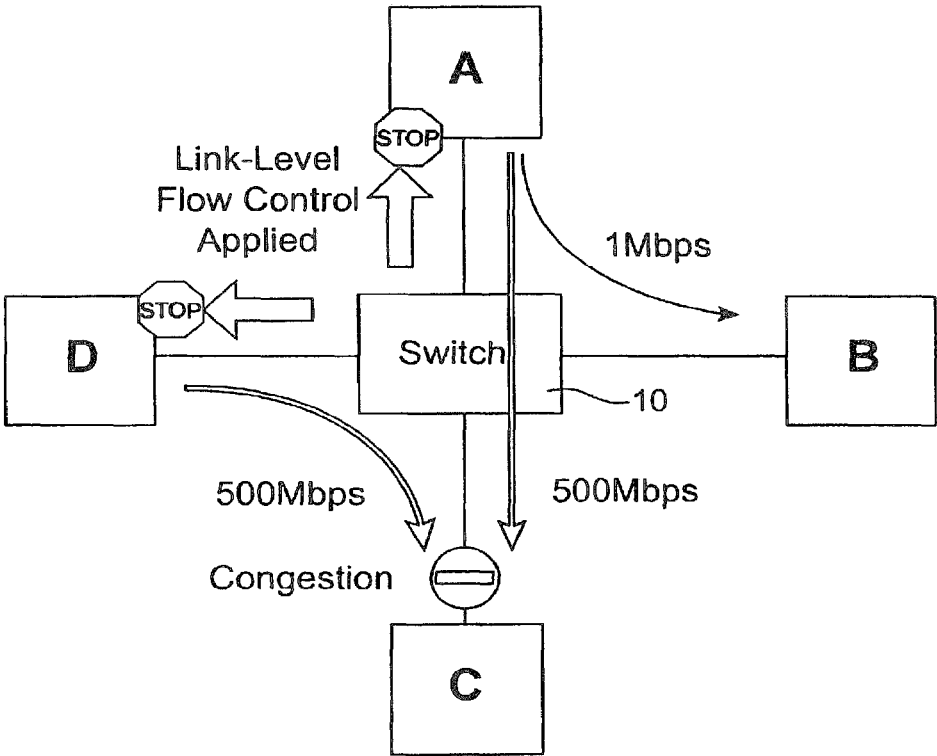 A
STOP
Link-Level
Flow Control
Applied
1Mbps
STOP
D
Switch
B
10
500Mbps
500Mbps
Congestion
C